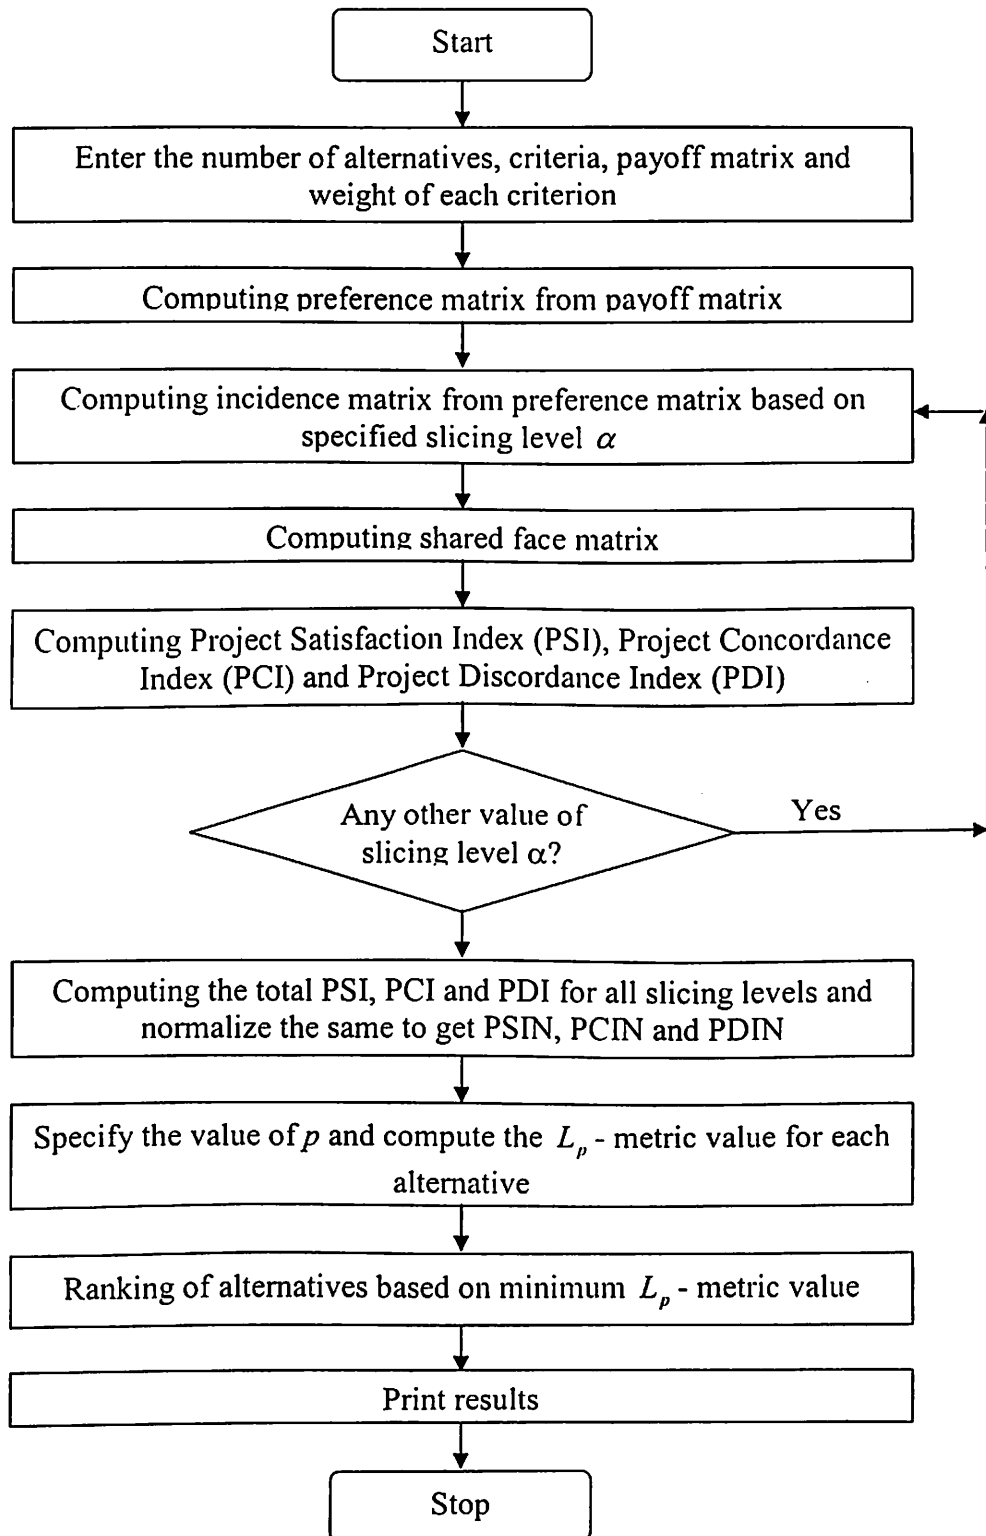 Start
Enter the number of alternatives, criteria, payoff matrix and
weight of each criterion
Computing preference matrix from payoff matrix
Computing incidence matrix from preference matrix based on
specified slicing level α
Computing shared face matrix
Computing Project Satisfaction Index (PSI), Project Concordance
Index (PCI) and Project Discordance Index (PDI)
Any other value of
slicing level α?
Yes
Computing the total PSI, PCI and PDI for all slicing levels and
normalize the same to get PSIN, PCIN and PDIN
Specify the value of p and compute the Lₚ - metric value for each
alternative
Ranking of alternatives based on minimum Lₚ - metric value
Print results
Stop